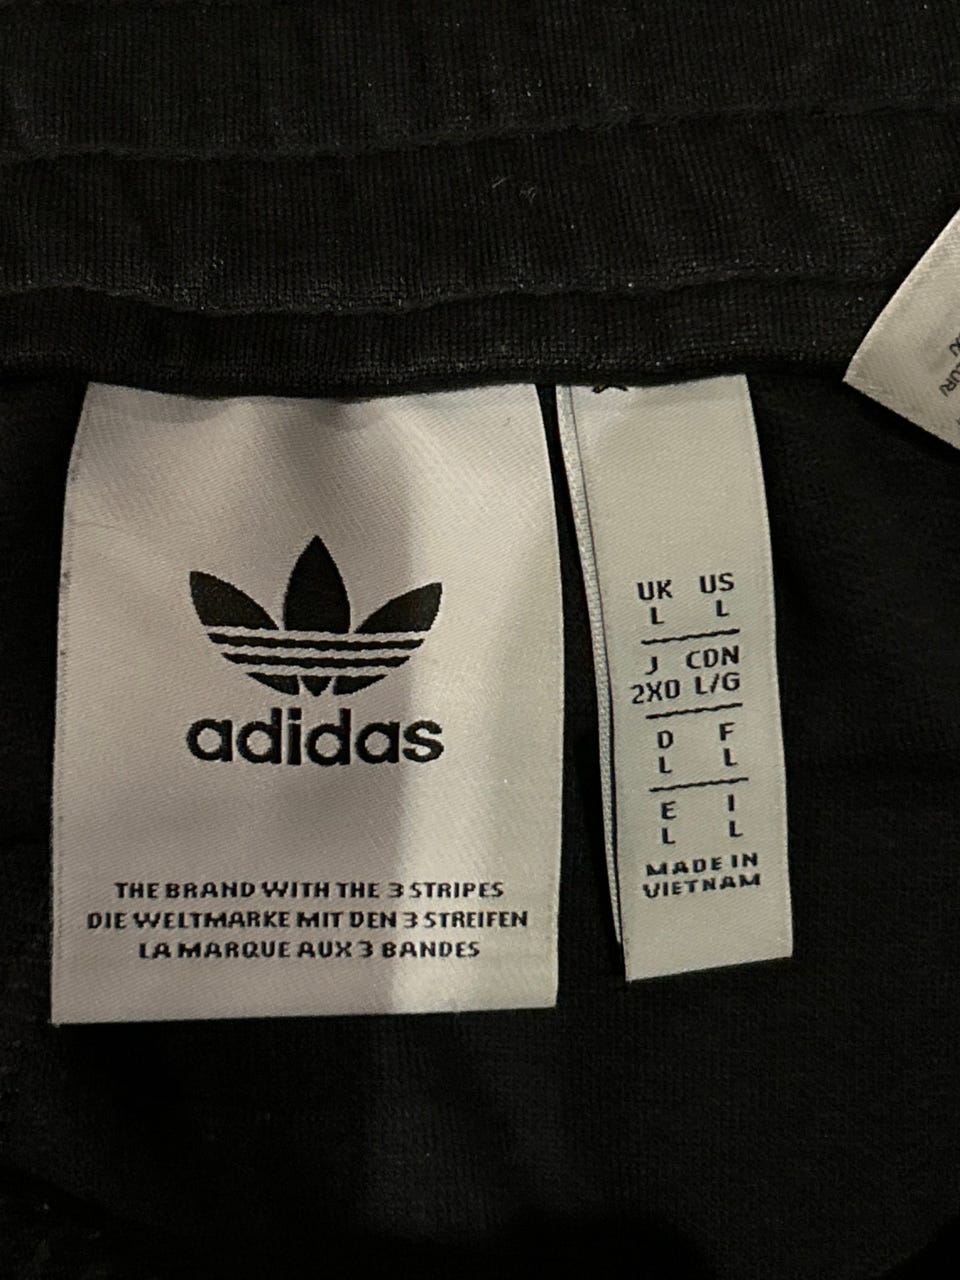 adidas
THE BRAND WITH THE 3 STRIPES
DIE WELTMARKE MIT DEN 3 STREIFEN
LA MARQUE AUX 3 BANDES
UK US
L L
J CDN
2XO L/G
D F
L L
E I
L L
MADE IN
VIETNAM